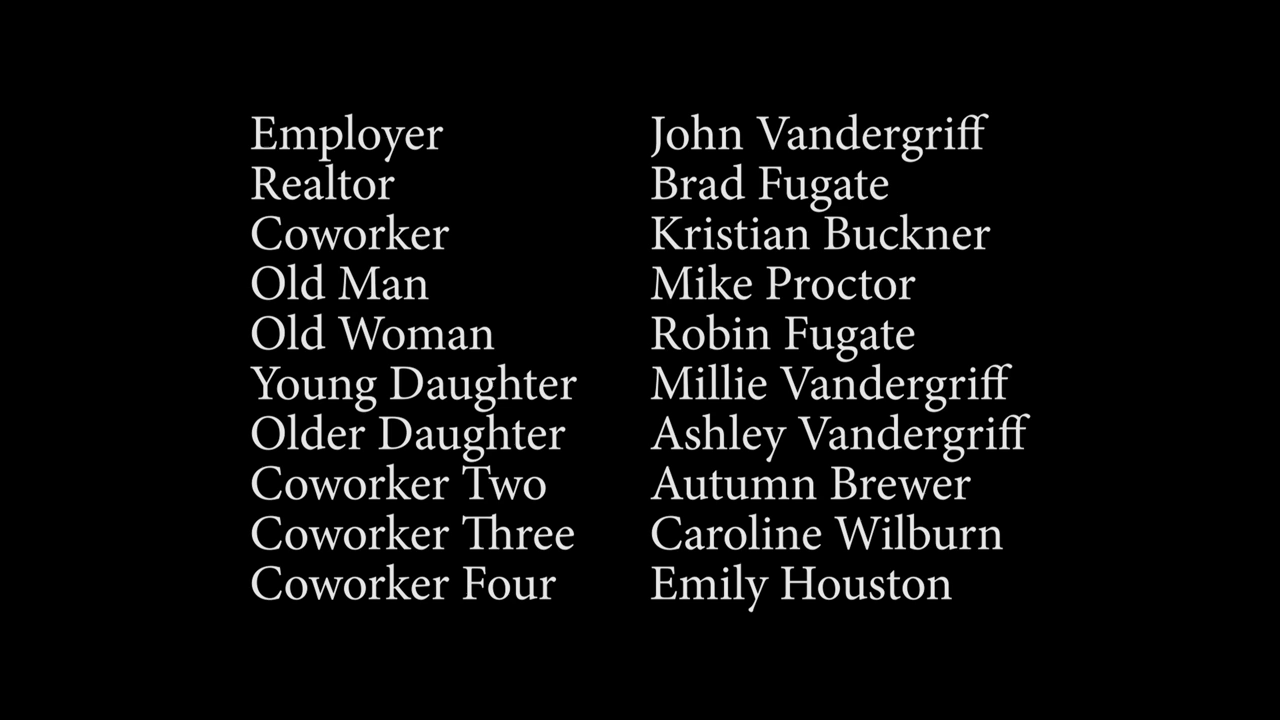 Employer John Vandergriff
Realtor Brad Fugate
Coworker Kristian Buckner
Old Man Mike Proctor
Old Woman Robin Fugate
Young Daughter Millie Vandergriff
Older Daughter Ashley Vandergriff
Coworker Two Autumn Brewer
Coworker Three Caroline Wilburn
Coworker Four Emily Houston